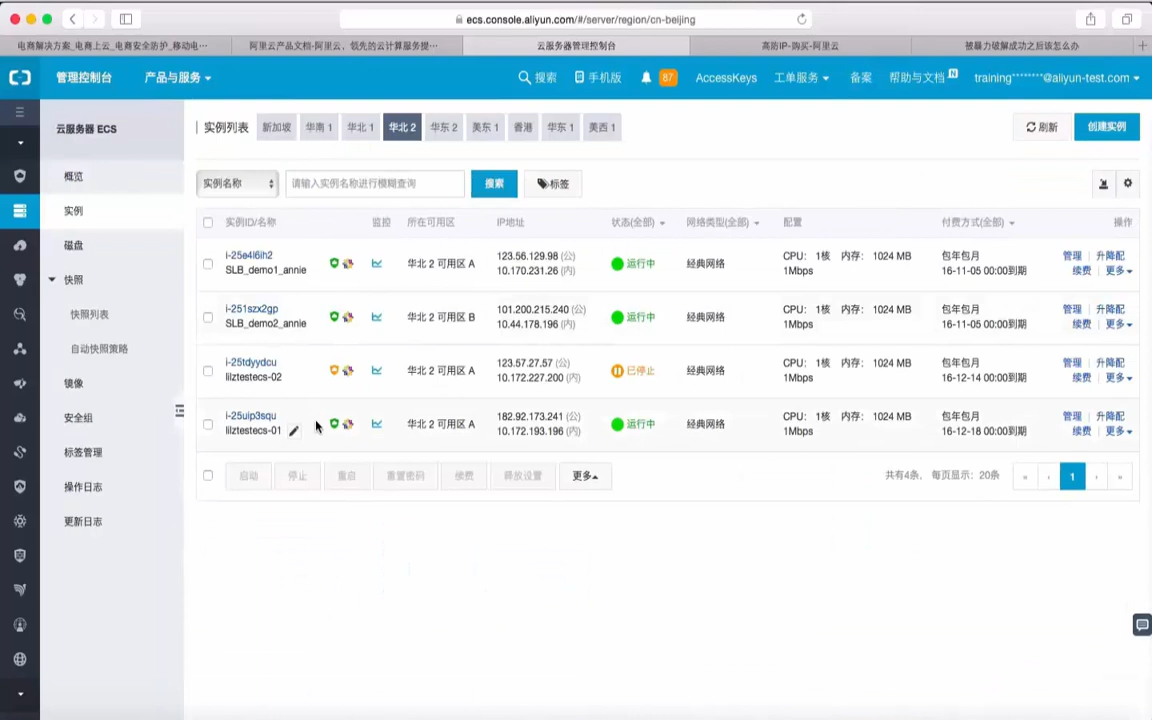 ecs.console.aliyun.com/#/server/region/cn-beijing
电商解决方案_电商上云_电商安全防护_移动电…
阿里云产品文档-阿里云，领先的云计算服务提…
云服务器管理控制台
高防IP-购买-阿里云
被暴力破解成功之后该怎么办
管理控制台
产品与服务
搜索
手机版
87
AccessKeys
工单服务
备案
帮助与文档
N
training********@aliyun-test.com
云服务器 ECS
概览
实例
磁盘
快照
快照列表
自动快照策略
镜像
安全组
标签管理
操作日志
更新日志
实例列表
新加坡
华南 1
华北 1
华北 2
华东 2
美东 1
香港
华东 1
美西 1
刷新
创建实例
实例名称
请输入实例名称进行模糊查询
搜索
标签
实例ID/名称 监控 所在可用区 IP地址 状态(全部) 网络类型(全部) 配置 付费方式(全部) 操作
i-25e4l6ih2 123.56.129.98 (公) CPU： 1核 内存： 1024 MB 包年包月 管理 升降配
SLB_demo1_annie 华北 2 可用区 A 10.170.231.26 (内) 运行中 经典网络 1Mbps 16-11-05 00:00到期 续费 更多
i-251szx2gp 101.200.215.240 (公) CPU： 1核 内存： 1024 MB 包年包月 管理 升降配
SLB_demo2_annie 华北 2 可用区 B 10.44.178.196 (内) 运行中 经典网络 1Mbps 16-11-05 00:00到期 续费 更多
i-25tdyydcu 123.57.27.57 (公) CPU： 1核 内存： 1024 MB 包年包月 管理 升降配
lilztestecs-02 华北 2 可用区 A 10.172.227.200 (内) 已停止 经典网络 1Mbps 16-12-14 00:00到期 续费 更多
i-25uip3squ 182.92.173.241 (公) CPU： 1核 内存： 1024 MB 包年包月 管理 升降配
lilztestecs-01 华北 2 可用区 A 10.172.193.196 (内) 运行中 经典网络 1Mbps 16-12-18 00:00到期 续费 更多
启动 停止 重启 重置密码 续费 释放设置 更多
共有4条， 每页显示： 20条 « ‹ 1 › »